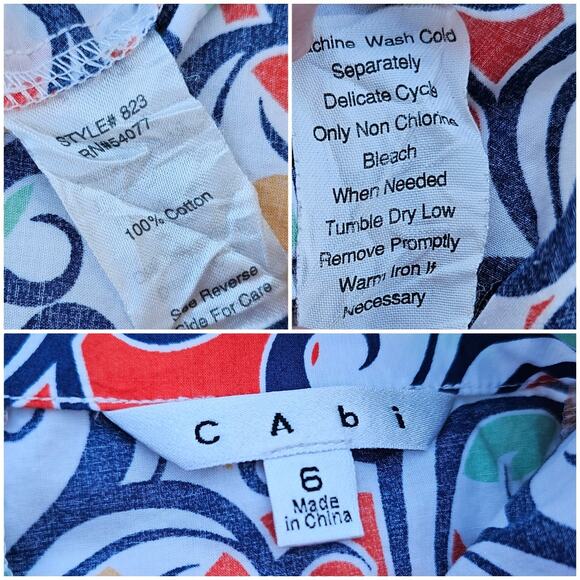 STYLE# 823
RN#54077
100% Cotton
See Reverse
Side For Care
Machine Wash Cold
Separately
Delicate Cycle
Only Non Chlorine
Bleach
When Needed
Tumble Dry Low
Remove Promptly
Warm Iron If
Necessary
CAbi
6
Made
in China